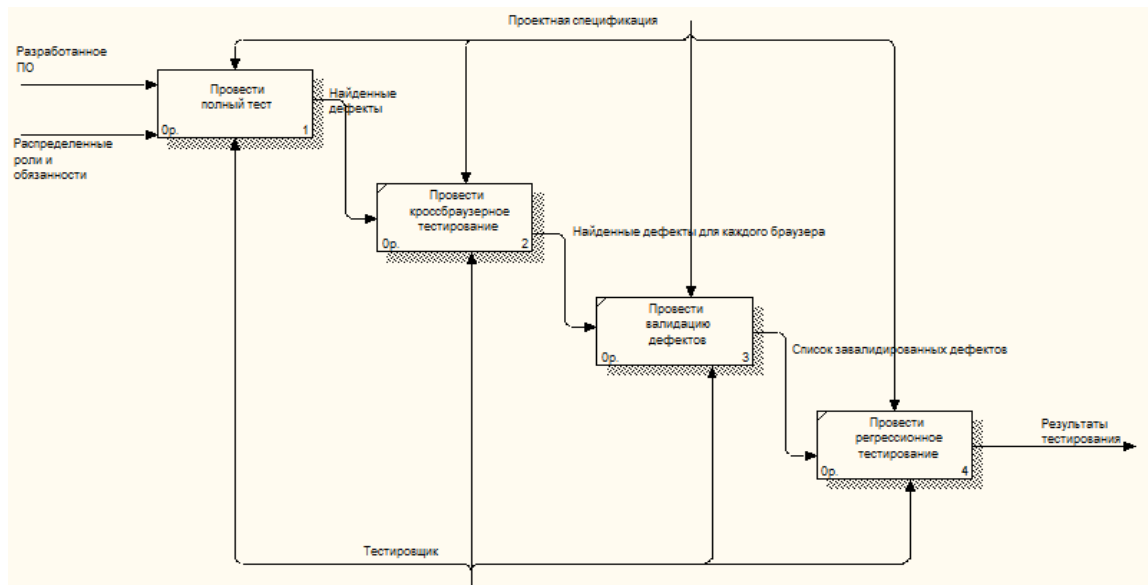 Проектная спецификация
Разработанное
ПО
Провести
полный тест
0р.
1
Найденные
дефекты
Распределенные
роли и
обязанности
Провести
кроссбраузерное
тестирование
0р.
2
Найденные дефекты для каждого браузера
Провести
валидацию
дефектов
0р.
3
Список завалидированных дефектов
Провести
регрессионное
тестирование
0р.
4
Результаты
тестирования
Тестировщик